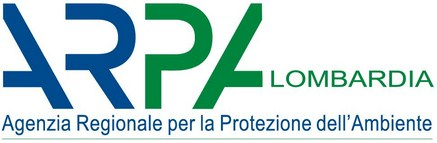 ARPA LOMBARDIA
Agenzia Regionale per la Protezione dell'Ambiente